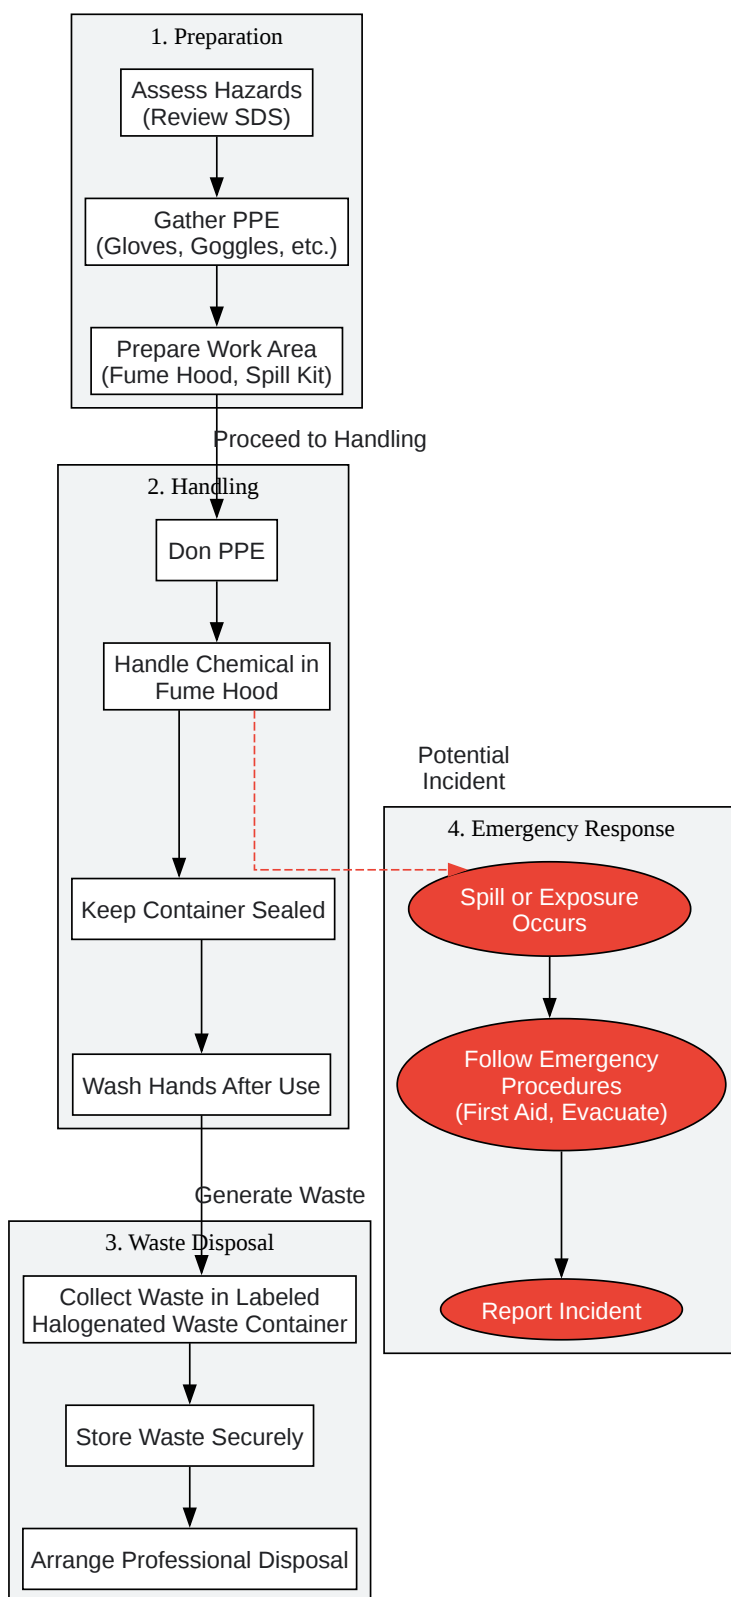 1. Preparation
Assess Hazards
(Review SDS)
Gather PPE
(Gloves, Goggles, etc.)
Prepare Work Area
(Fume Hood, Spill Kit)
Proceed to Handling
2. Handling
Don PPE
Handle Chemical in
Fume Hood
Keep Container Sealed
Wash Hands After Use
Generate Waste
3. Waste Disposal
Collect Waste in Labeled
Halogenated Waste Container
Store Waste Securely
Arrange Professional Disposal
Potential
Incident
4. Emergency Response
Spill or Exposure
Occurs
Follow Emergency
Procedures
(First Aid, Evacuate)
Report Incident